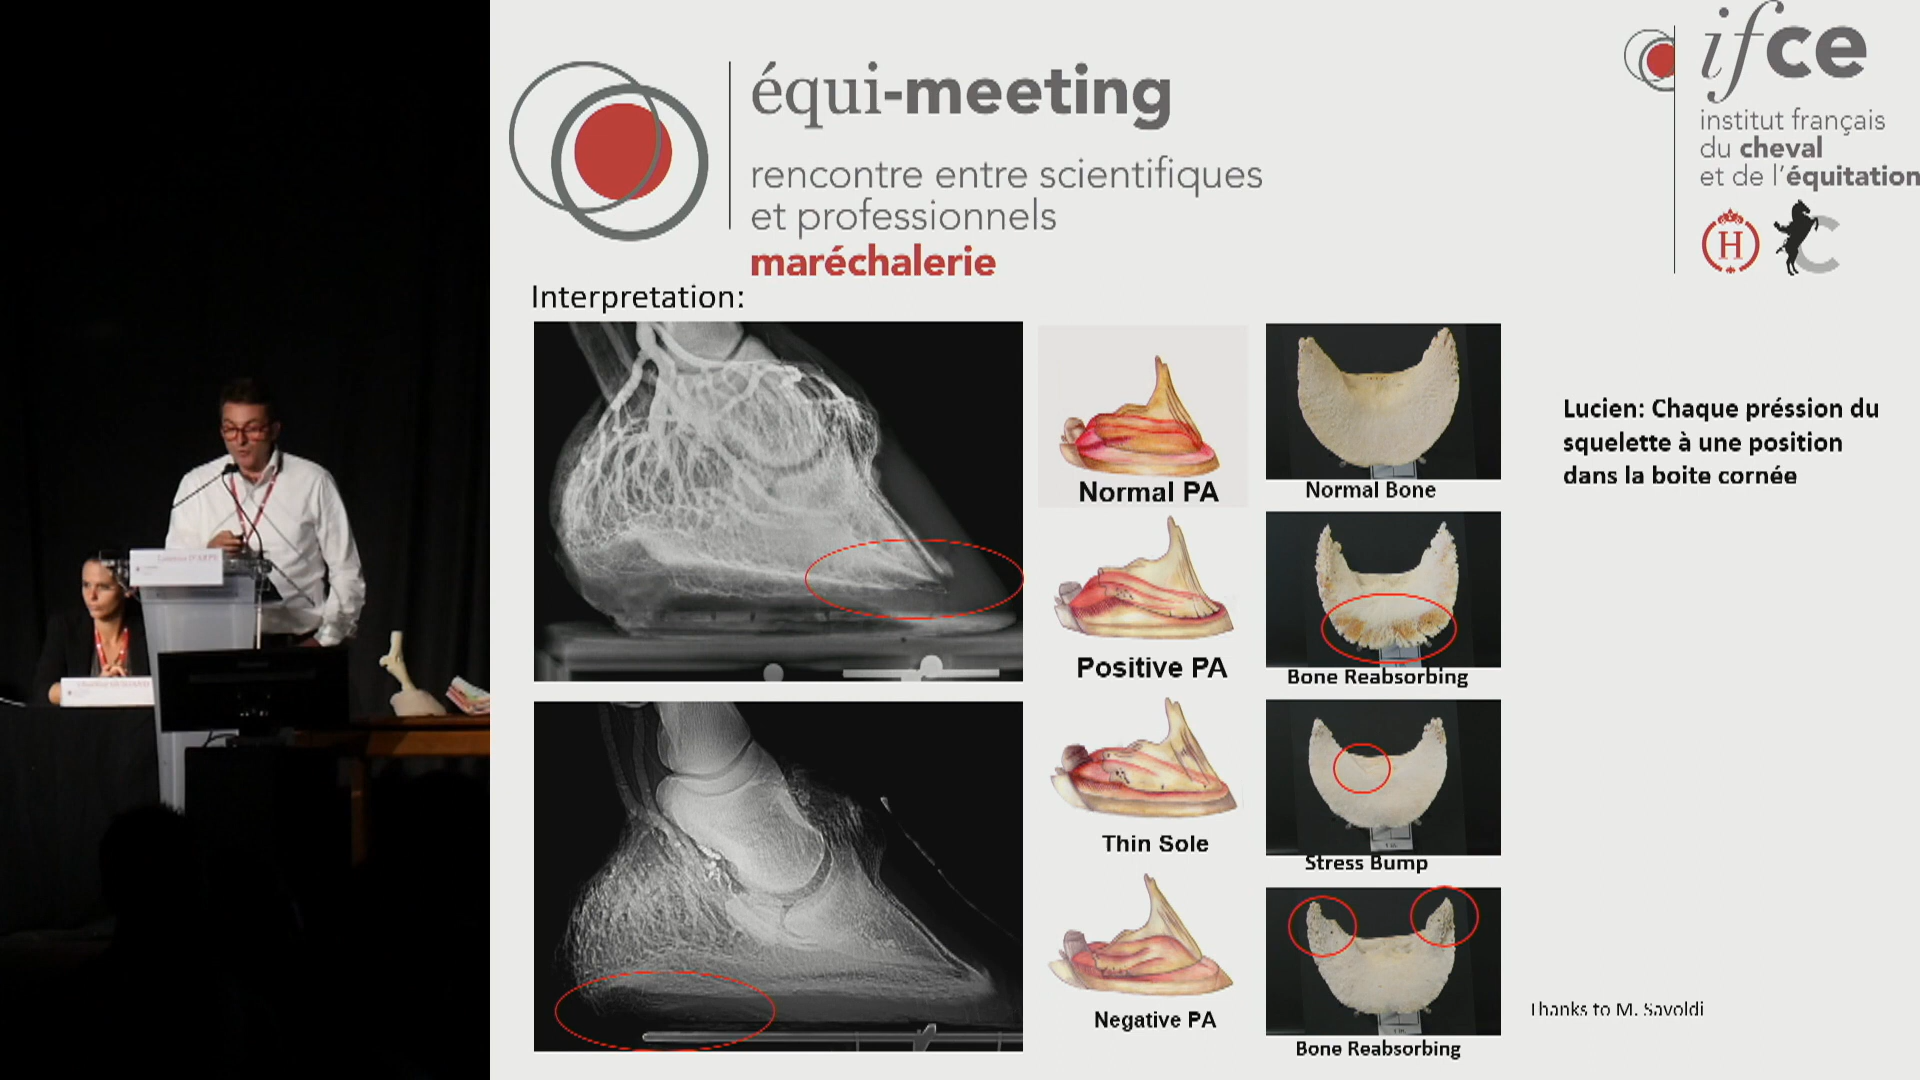 équi-meeting
rencontre entre scientifiques
et professionnels
maréchalerie
ifce
institut français
du cheval
et de l'équitation
H
C
Interpretation:
Normal PA
Positive PA
Thin Sole
Negative PA
Normal Bone
Bone Reabsorbing
Stress Bump
Bone Reabsorbing
Lucien: Chaque préssion du
squelette à une position
dans la boite cornée
Thanks to M. Savoldi